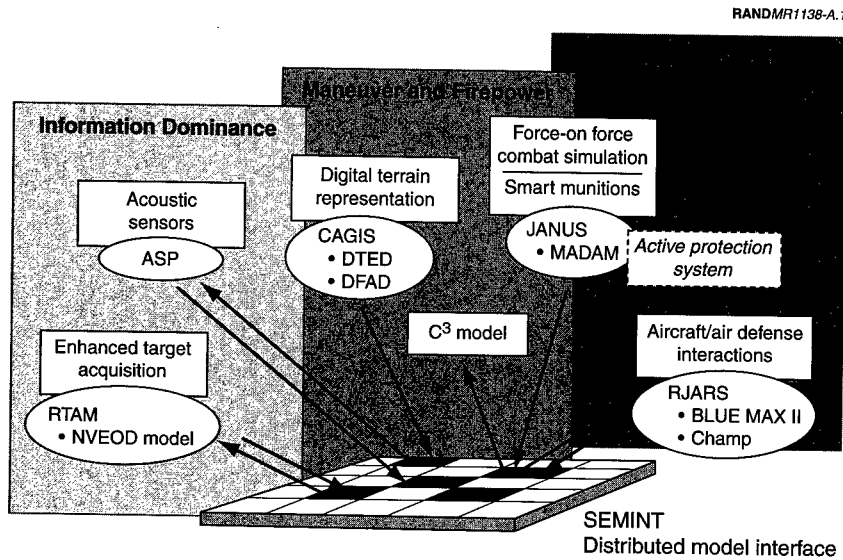 RANDMR1138-A.1
Maneuver and Firepower
Information Dominance
Force-on force
combat simulation
Smart munitions
Digital terrain
representation
Acoustic
sensors
JANUS
• MADAM
CAGIS
• DTED
• DFAD
Active protection
system
ASP
C³ model
Enhanced target
acquisition
Aircraft/air defense
interactions
RTAM
• NVEOD model
RJARS
• BLUE MAX II
• Champ
SEMINT
Distributed model interface